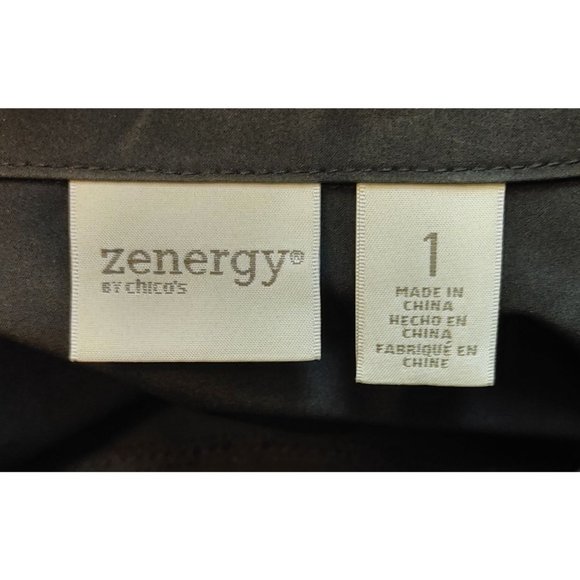 zenergy®
BY chico's
1
MADE IN
CHINA
HECHO EN
CHINA
FABRIQUÉ EN
CHINE